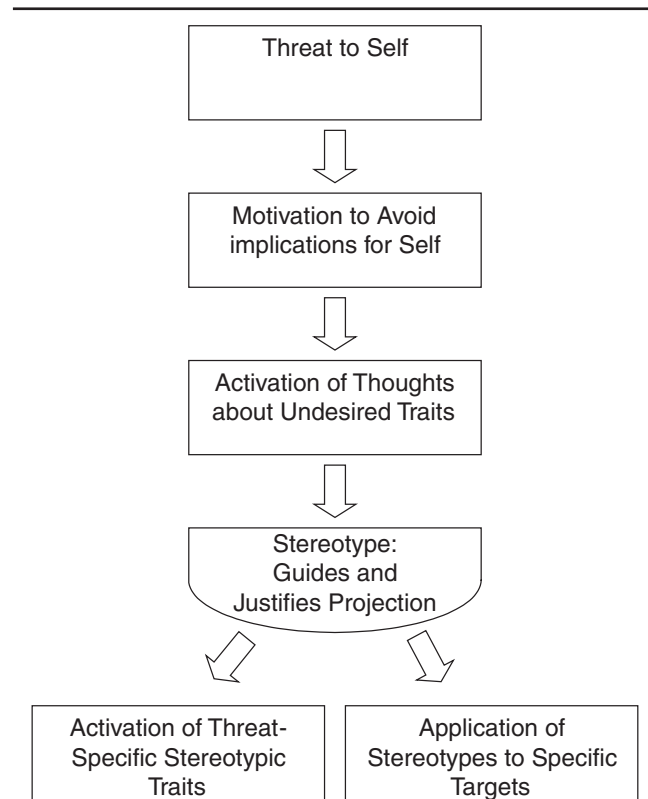 Threat to Self
Motivation to Avoid
implications for Self
Activation of Thoughts
about Undesired Traits
Stereotype:
Guides and
Justifies Projection
Activation of Threat-
Specific Stereotypic
Traits
Application of
Stereotypes to Specific
Targets